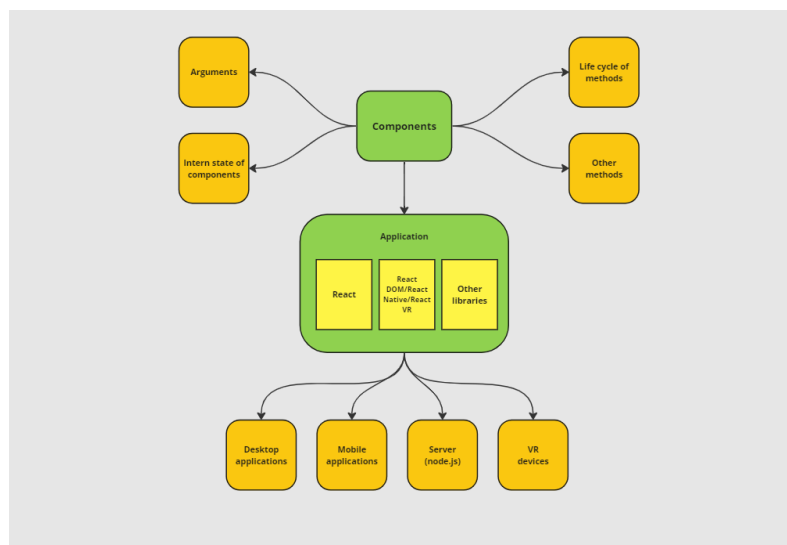 Arguments
Life cycle of
methods
Components
Intern state of
components
Other
methods
Application
React
React
DOM/React
Native/React
VR
Other
libraries
Desktop
applications
Mobile
applications
Server
(node.js)
VR
devices